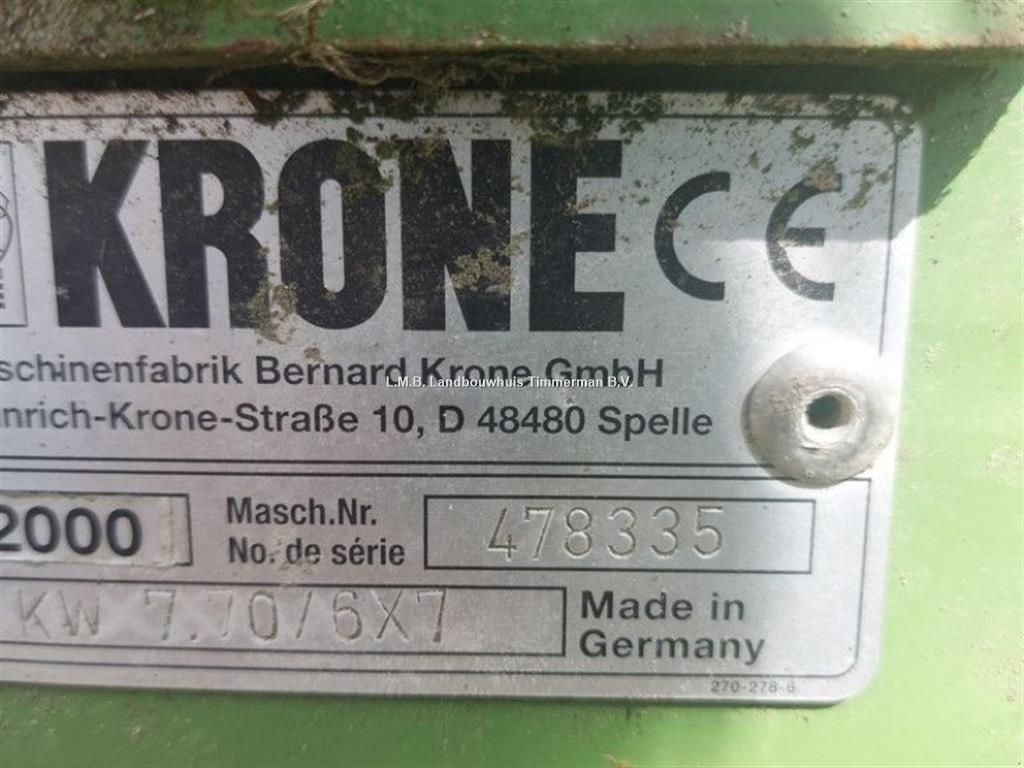 KRONE CE
schinenfabrik Bernard Krone GmbH
L.M.B. Landbouwhuis Timmerman B.V.
inrich-Krone-Straße 10, D 48480 Spelle
2000 Masch.Nr. 478335
No. de série
KW 7.70/6X7 Made in
Germany
270-278-6